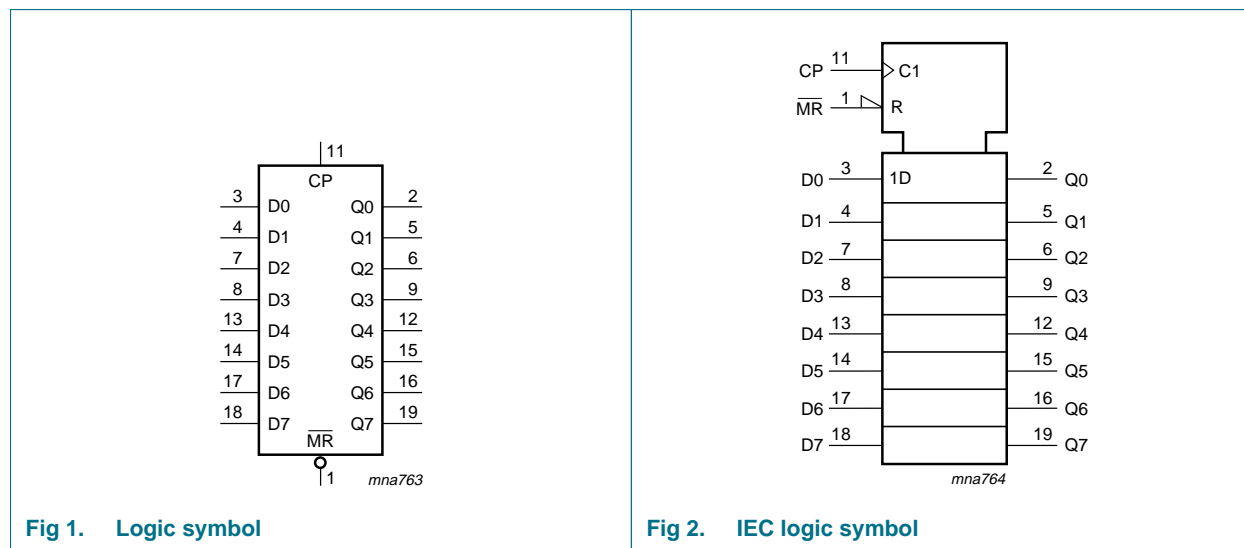 11
CP
3 D0 Q0 2
4 D1 Q1 5
7 D2 Q2 6
8 D3 Q3 9
13 D4 Q4 12
14 D5 Q5 15
17 D6 Q6 16
18 D7 Q7 19
M̅R̅
1 mna763
Fig 1. Logic symbol
CP 11 C1
M̅R̅ 1 R
D0 3 1D 2 Q0
D1 4 5 Q1
D2 7 6 Q2
D3 8 9 Q3
D4 13 12 Q4
D5 14 15 Q5
D6 17 16 Q6
D7 18 19 Q7
mna764
Fig 2. IEC logic symbol